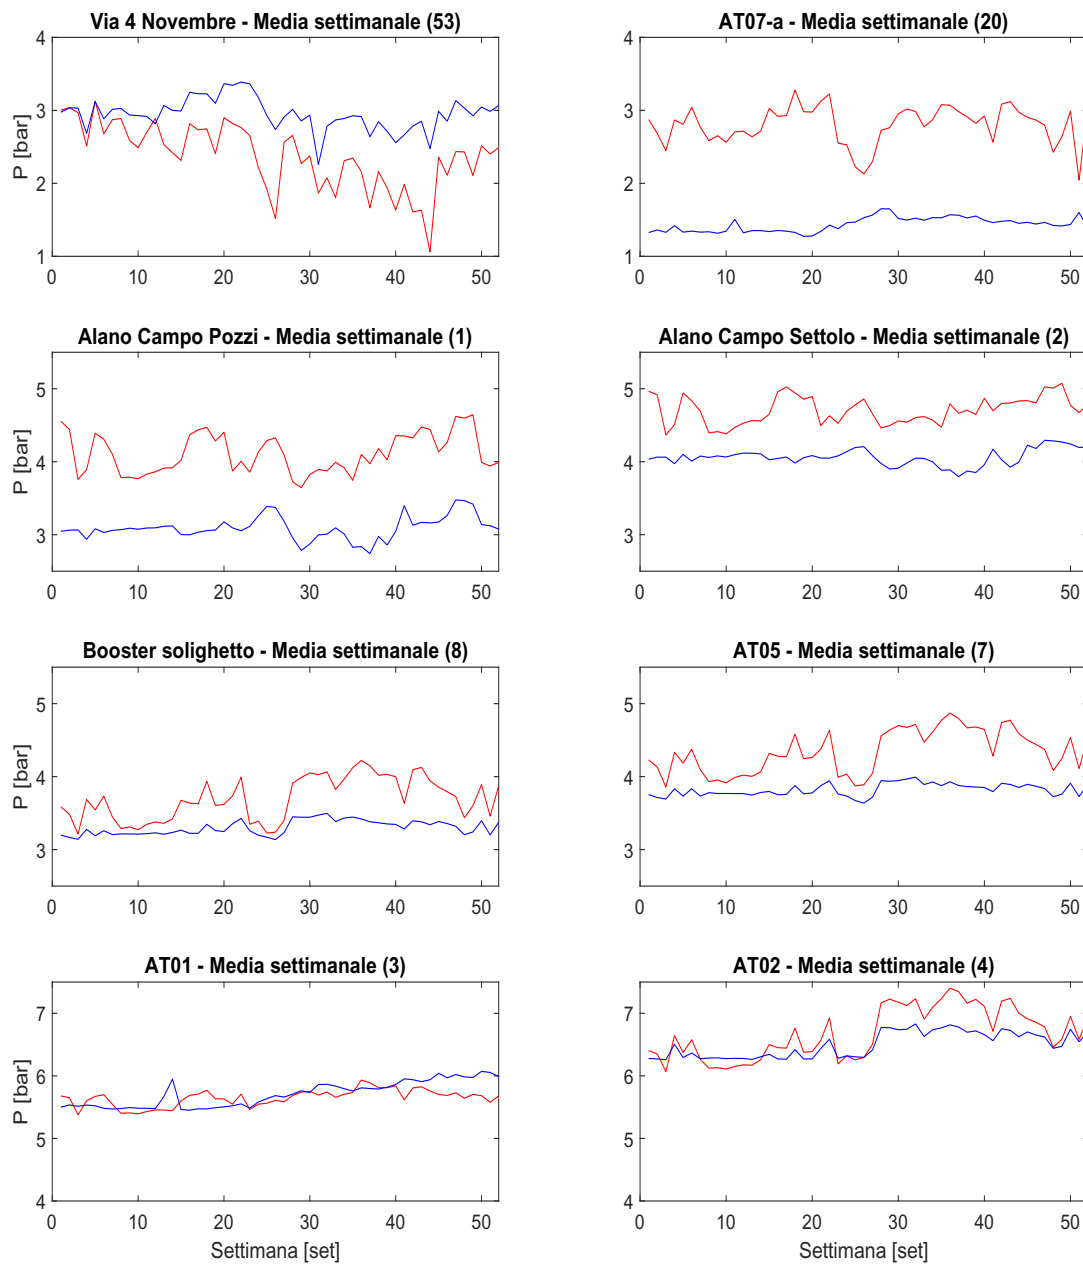 Via 4 Novembre - Media settimanale (53)
AT07-a - Media settimanale (20)
P [bar]
4
3
2
1
0 10 20 30 40 50
4
3
2
1
0 10 20 30 40 50
Alano Campo Pozzi - Media settimanale (1)
Alano Campo Settolo - Media settimanale (2)
P [bar]
5
4
3
0 10 20 30 40 50
5
4
3
0 10 20 30 40 50
Booster solighetto - Media settimanale (8)
AT05 - Media settimanale (7)
P [bar]
5
4
3
0 10 20 30 40 50
5
4
3
0 10 20 30 40 50
AT01 - Media settimanale (3)
AT02 - Media settimanale (4)
P [bar]
7
6
5
4
0 10 20 30 40 50
Settimana [set]
7
6
5
4
0 10 20 30 40 50
Settimana [set]